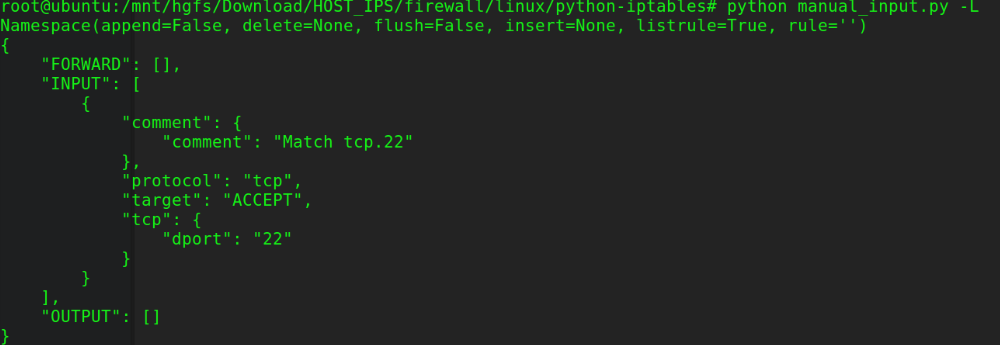 root@ubuntu:/mnt/hgfs/Download/HOST_IPS/firewall/linux/python-iptables# python manual_input.py -L
Namespace(append=False, delete=None, flush=False, insert=None, listrule=True, rule='')
{
    "FORWARD": [],
    "INPUT": [
        {
            "comment": {
                "comment": "Match tcp.22"
            },
            "protocol": "tcp",
            "target": "ACCEPT",
            "tcp": {
                "dport": "22"
            }
        }
    ],
    "OUTPUT": []
}